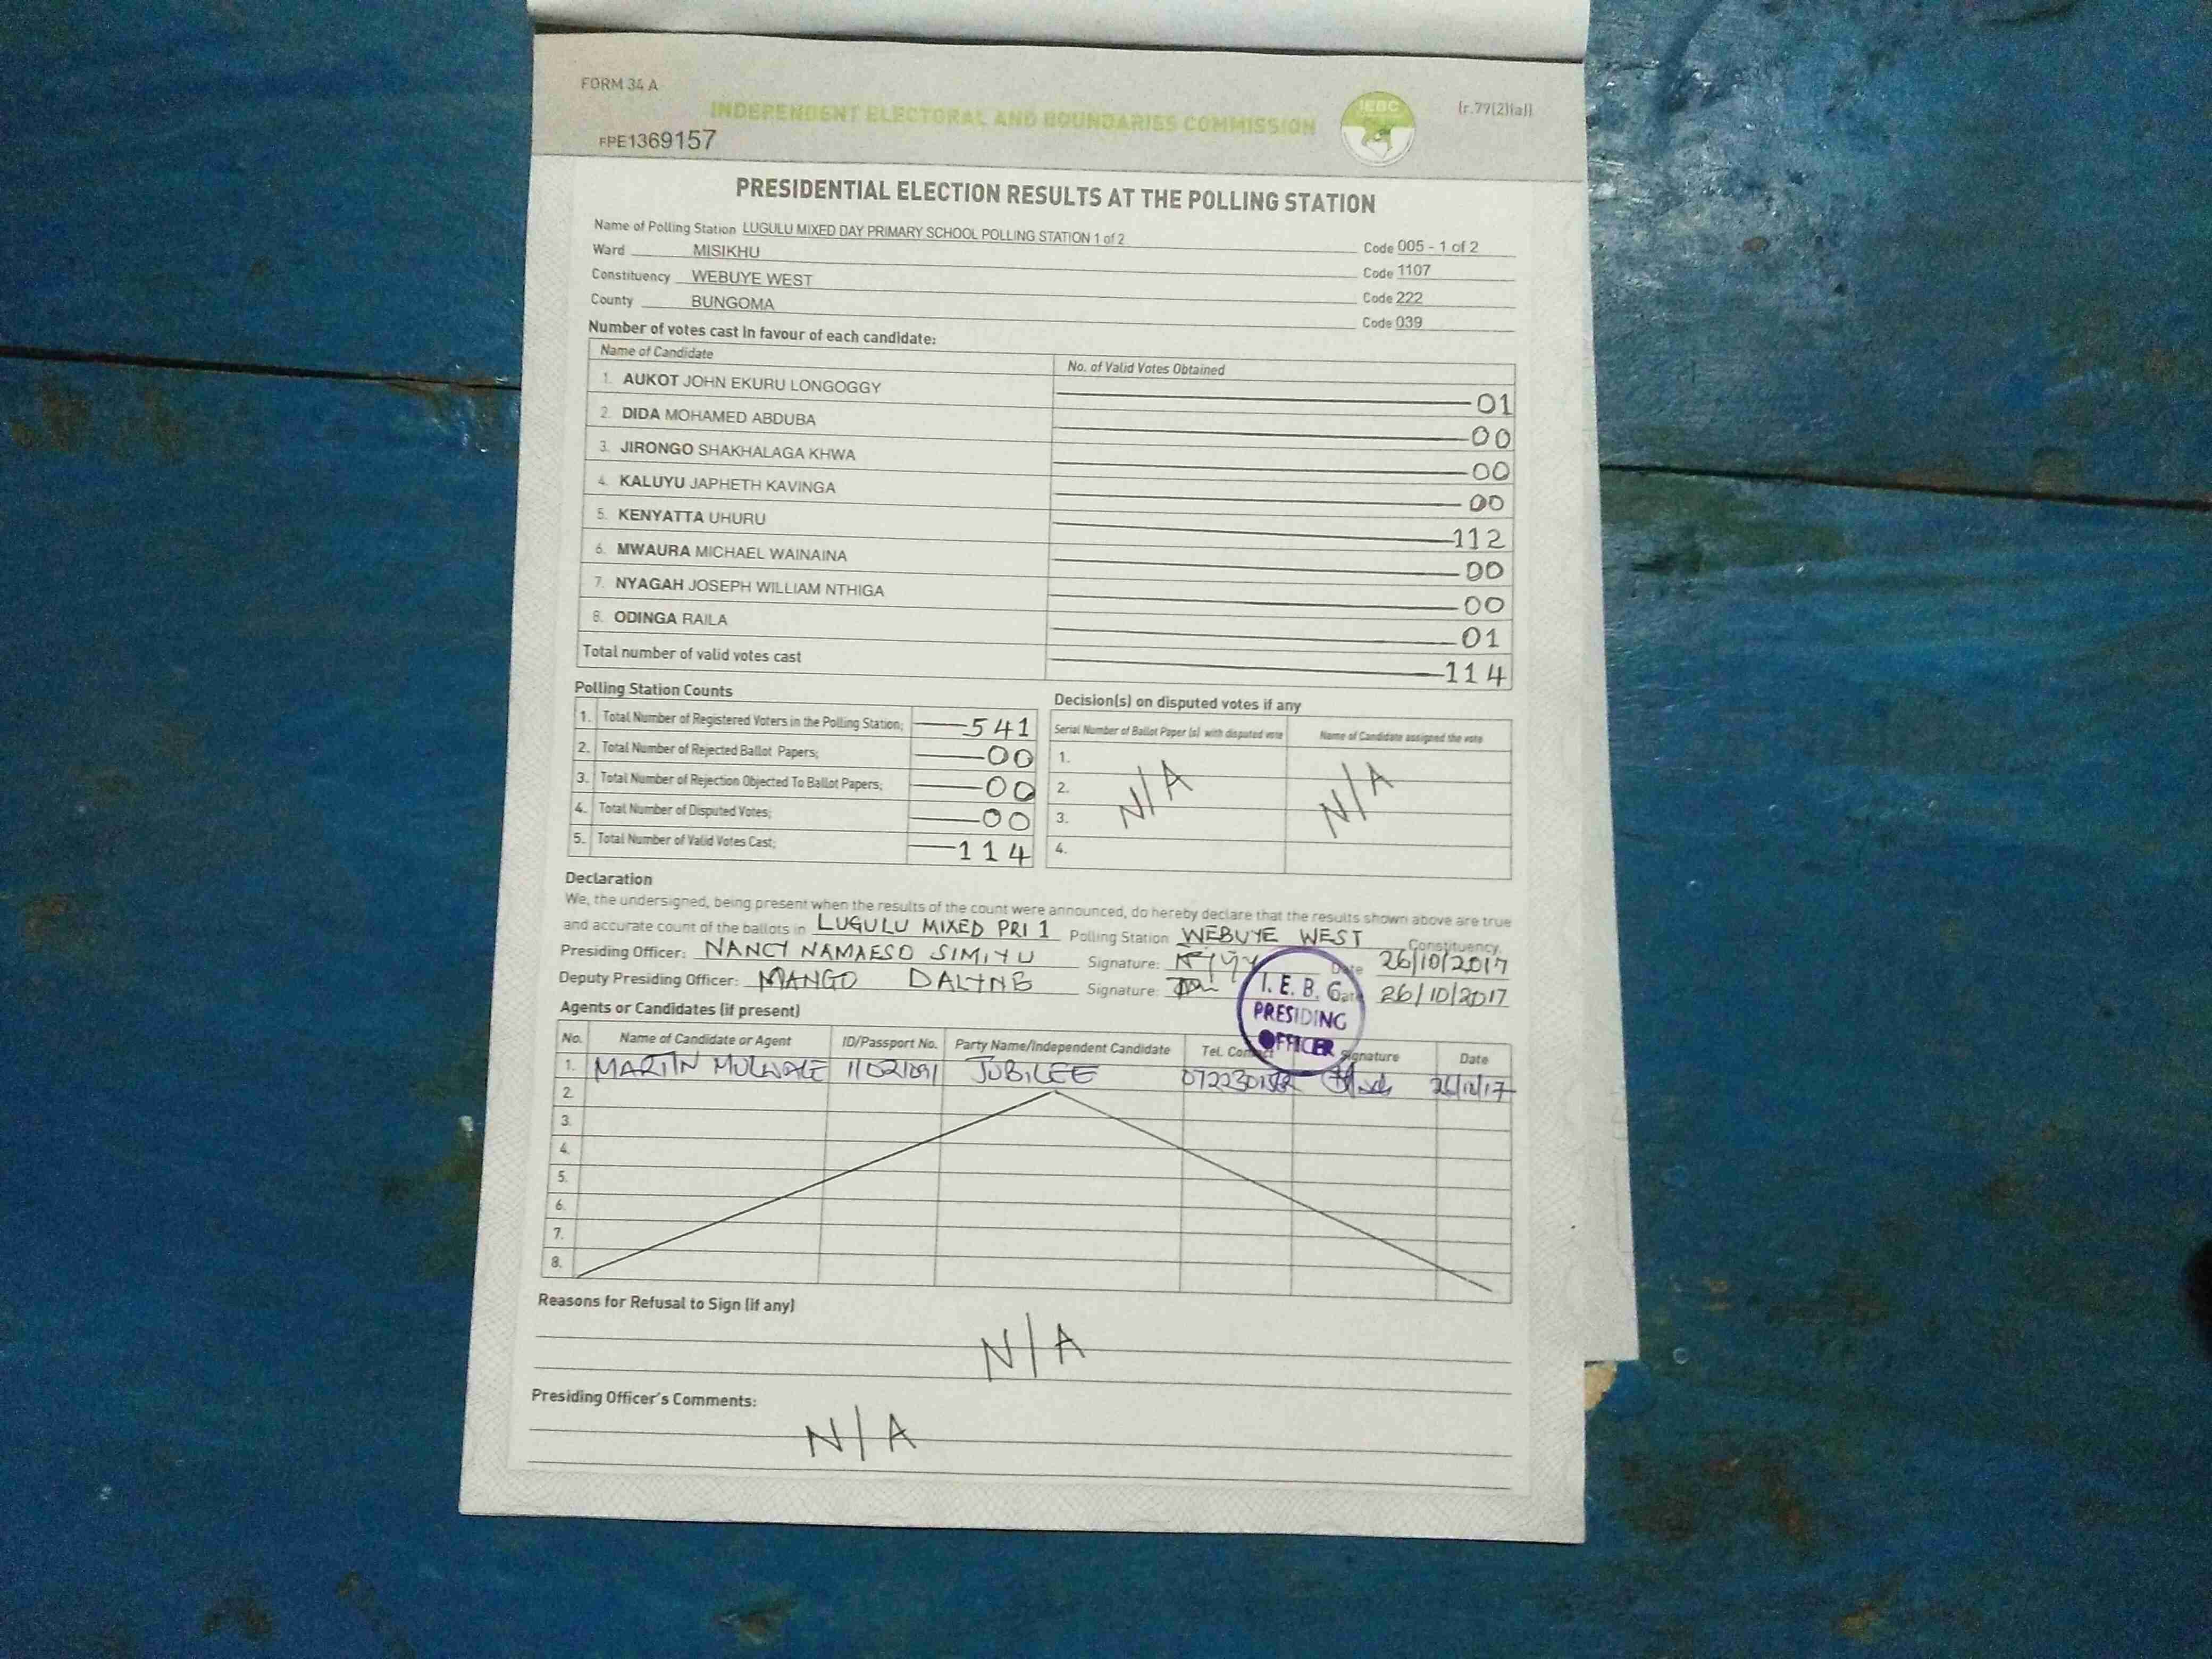 FORM 34 A
INDEPENDENT ELECTORAL AND BOUNDARIES COMMISSION
IEBC
(r.77(2)(a))
FPE1369157
PRESIDENTIAL ELECTION RESULTS AT THE POLLING STATION
Name of Polling Station LUGULU MIXED DAY PRIMARY SCHOOL POLLING STATION 1 of 2 Code 005 - 1 of 2
Ward MISIKHU Code 1107
Constituency WEBUYE WEST Code 222
County BUNGOMA Code 039
Number of votes cast in favour of each candidate:
Name of Candidate No. of Valid Votes Obtained
1. AUKOT JOHN EKURU LONGOGGY 01
2. DIDA MOHAMED ABDUBA 00
3. JIRONGO SHAKHALAGA KHWA 00
4. KALUYU JAPHETH KAVINGA 00
5. KENYATTA UHURU 112
6. MWAURA MICHAEL WAINAINA 00
7. NYAGAH JOSEPH WILLIAM NTHIGA 00
8. ODINGA RAILA 01
Total number of valid votes cast 114
Polling Station Counts
1. Total Number of Registered Voters in the Polling Station; 541
2. Total Number of Rejected Ballot Papers; 00
3. Total Number of Rejection Objected To Ballot Papers; 00
4. Total Number of Disputed Votes; 00
5. Total Number of Valid Votes Cast; 114
Decision(s) on disputed votes if any
Serial Number of Ballot Paper (s) with disputed vote Name of Candidate assigned the vote
1.
2. N/A N/A
3.
4.
Declaration
We, the undersigned, being present when the results of the count were announced, do hereby declare that the results shown above are true
and accurate count of the ballots in LUGULU MIXED PRI 1 Polling Station WEBUYE WEST Constituency.
Presiding Officer: NANCY NAMAESO SIMIYU Signature: Date 26/10/2017
Deputy Presiding Officer: MANGO DALYNE Signature: Date 26/10/2017
I. E. B. C
PRESIDING
OFFICER
Agents or Candidates (if present)
No. Name of Candidate or Agent ID/Passport No. Party Name/Independent Candidate Tel. Contact Signature Date
1. MARTIN JUBILEE 26/10/17
2.
3.
4.
5.
6.
7.
8.
Reasons for Refusal to Sign (if any)
N/A
Presiding Officer's Comments:
N/A